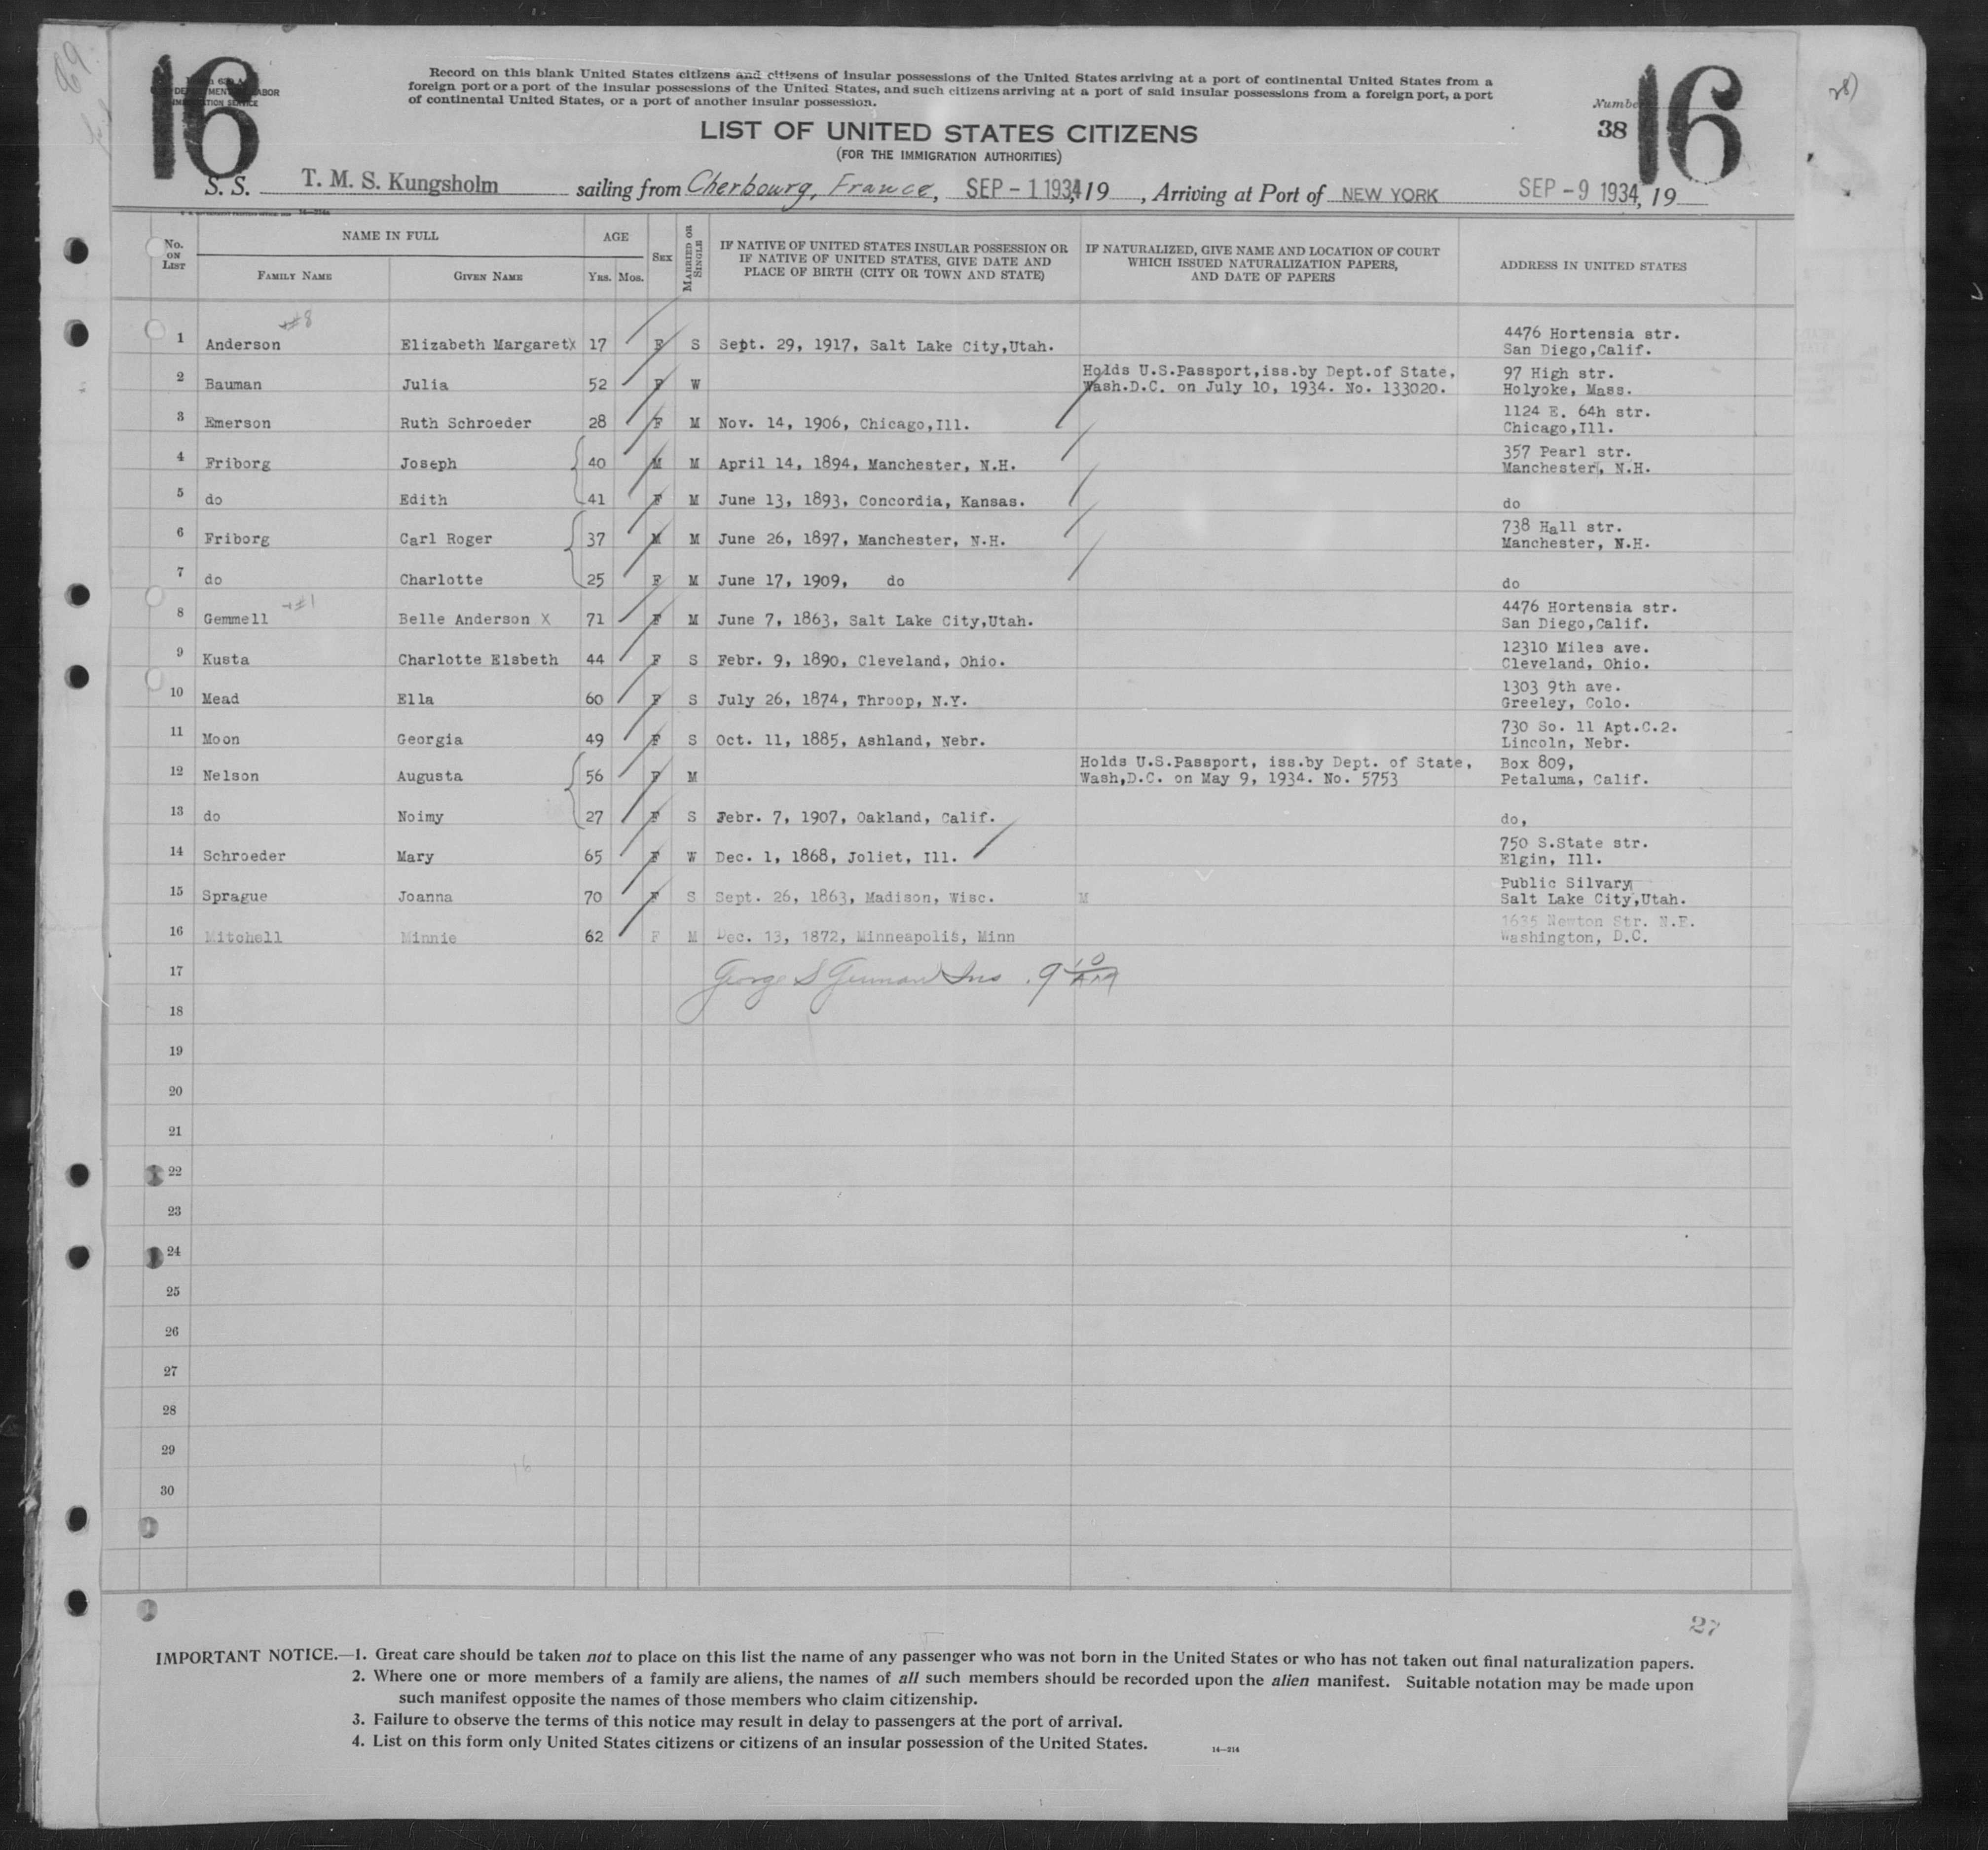 16
16
Record on this blank United States citizens and citizens of insular possessions of the United States arriving at a port of continental United States from a
foreign port or a port of the insular possessions of the United States, and such citizens arriving at a port of said insular possessions from a foreign port, a port
of continental United States, or a port of another insular possession.
LIST OF UNITED STATES CITIZENS
(FOR THE IMMIGRATION AUTHORITIES)
38
S. S. T. M. S. Kungsholm sailing from Cherbourg, France, SEP - 1 1934, 19 , Arriving at Port of NEW YORK SEP - 9 1934, 19
No. ON LIST NAME IN FULL AGE SEX MARRIED OR SINGLE IF NATIVE OF UNITED STATES INSULAR POSSESSION OR IF NATIVE OF UNITED STATES, GIVE DATE AND PLACE OF BIRTH (CITY OR TOWN AND STATE) IF NATURALIZED, GIVE NAME AND LOCATION OF COURT WHICH ISSUED NATURALIZATION PAPERS, AND DATE OF PAPERS ADDRESS IN UNITED STATES
FAMILY NAME GIVEN NAME YRS. MOS.
#8
1 Anderson Elizabeth Margaret X 17 F S Sept. 29, 1917, Salt Lake City,Utah. 4476 Hortensia str.
San Diego,Calif.
2 Bauman Julia 52 F W Holds U.S.Passport,iss.by Dept.of State, 97 High str.
Wash.D.C. on July 10, 1934. No. 133020. Holyoke, Mass.
3 Emerson Ruth Schroeder 28 F M Nov. 14, 1906, Chicago,Ill. 1124 E. 64h str.
Chicago,Ill.
4 Friborg Joseph 40 M M April 14, 1894, Manchester, N.H. 357 Pearl str.
Manchester, N.H.
5 do Edith 41 F M June 13, 1893, Concordia, Kansas. do
6 Friborg Carl Roger 37 M M June 26, 1897, Manchester, N.H. 738 Hall str.
Manchester, N.H.
7 do Charlotte 25 F M June 17, 1909, do do
#1
8 Gemmell Belle Anderson X 71 F M June 7, 1863, Salt Lake City,Utah. 4476 Hortensia str.
San Diego,Calif.
9 Kusta Charlotte Elsbeth 44 F S Febr. 9, 1890, Cleveland, Ohio. 12310 Miles ave.
Cleveland, Ohio.
10 Mead Ella 60 F S July 26, 1874, Throop, N.Y. 1303 9th ave.
Greeley, Colo.
11 Moon Georgia 49 F S Oct. 11, 1885, Ashland, Nebr. 730 So. 11 Apt.C.2.
Lincoln, Nebr.
12 Nelson Augusta 56 F M Holds U.S.Passport, iss.by Dept. of State, Box 809,
Wash,D.C. on May 9, 1934. No. 5753 Petaluma, Calif.
13 do Noimy 27 F S Febr. 7, 1907, Oakland, Calif. do,
14 Schroeder Mary 65 F W Dec. 1, 1868, Joliet, Ill. 750 S.State str.
Elgin, Ill.
15 Sprague Joanna 70 F S Sept. 26, 1863, Madison, Wisc. M Public Silvary
Salt Lake City,Utah.
16 Mitchell Minnie 62 F M Dec. 13, 1872, Minneapolis, Minn 1635 Newton Str. N.E.
Washington, D.C.
17 George S
18
19
20
21
22
23
24
25
26
27
28
29
30
27
IMPORTANT NOTICE.—1. Great care should be taken not to place on this list the name of any passenger who was not born in the United States or who has not taken out final naturalization papers.
2. Where one or more members of a family are aliens, the names of all such members should be recorded upon the alien manifest. Suitable notation may be made upon
such manifest opposite the names of those members who claim citizenship.
3. Failure to observe the terms of this notice may result in delay to passengers at the port of arrival.
4. List on this form only United States citizens or citizens of an insular possession of the United States.
14—214